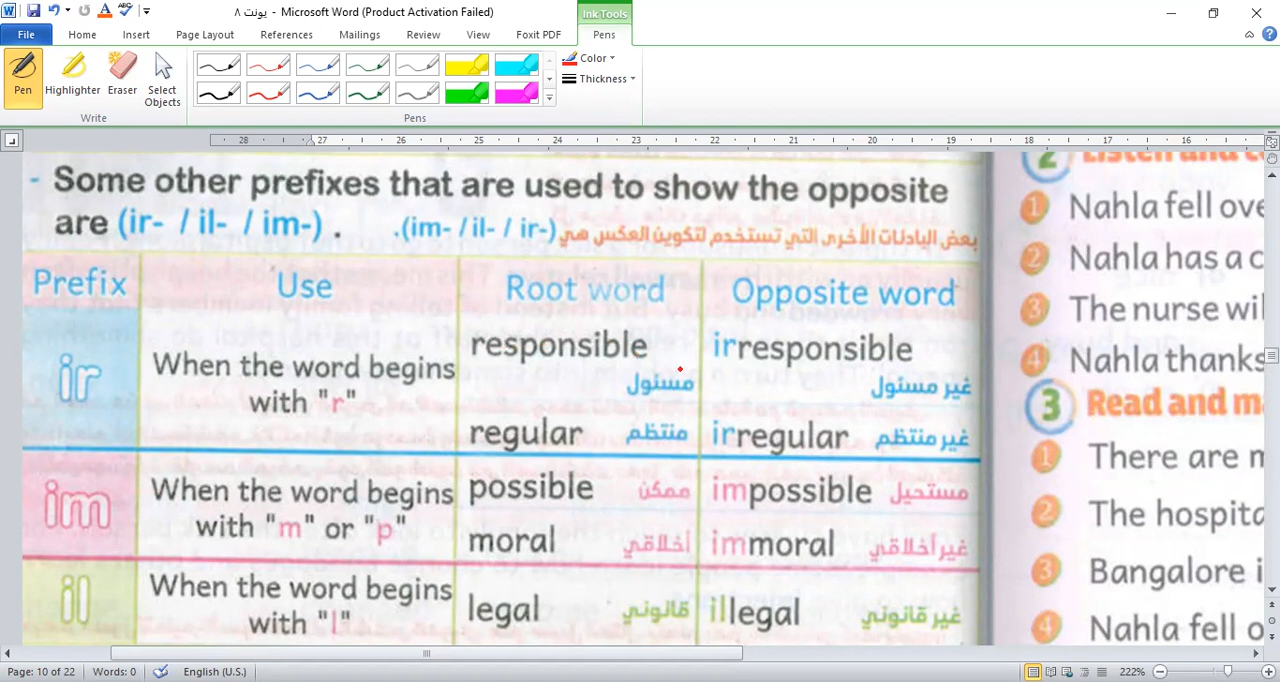 يونت ٨ - Microsoft Word (Product Activation Failed)
Ink Tools
File Home Insert Page Layout References Mailings Review View Foxit PDF Pens
Pen Highlighter Eraser Select Objects
Color
Thickness
Write Pens
28 27 26 25 24 23 22 21 20 19 18 17 16
- Some other prefixes that are used to show the opposite
are (ir- / il- / im-) .
بعض البادئات الأخرى التي تستخدم لتكوين العكس هي (im- / il- / ir-).
Prefix Use Root word Opposite word
ir When the word begins with "r"
responsible مسئول irresponsible غير مسئول
regular منتظم irregular غير منتظم
im When the word begins with "m" or "p"
possible ممكن impossible مستحيل
moral أخلاقي immoral غير أخلاقي
il When the word begins with "l"
legal قانوني illegal غير قانوني
2 Listen and
1 Nahla fell ove
2 Nahla has a c
3 The nurse wil
4 Nahla thanks
3 Read and ma
1 There are m
2 The hospita
3 Bangalore i
4 Nahla fell o
Page: 10 of 22 Words: 0 English (U.S.) 222%